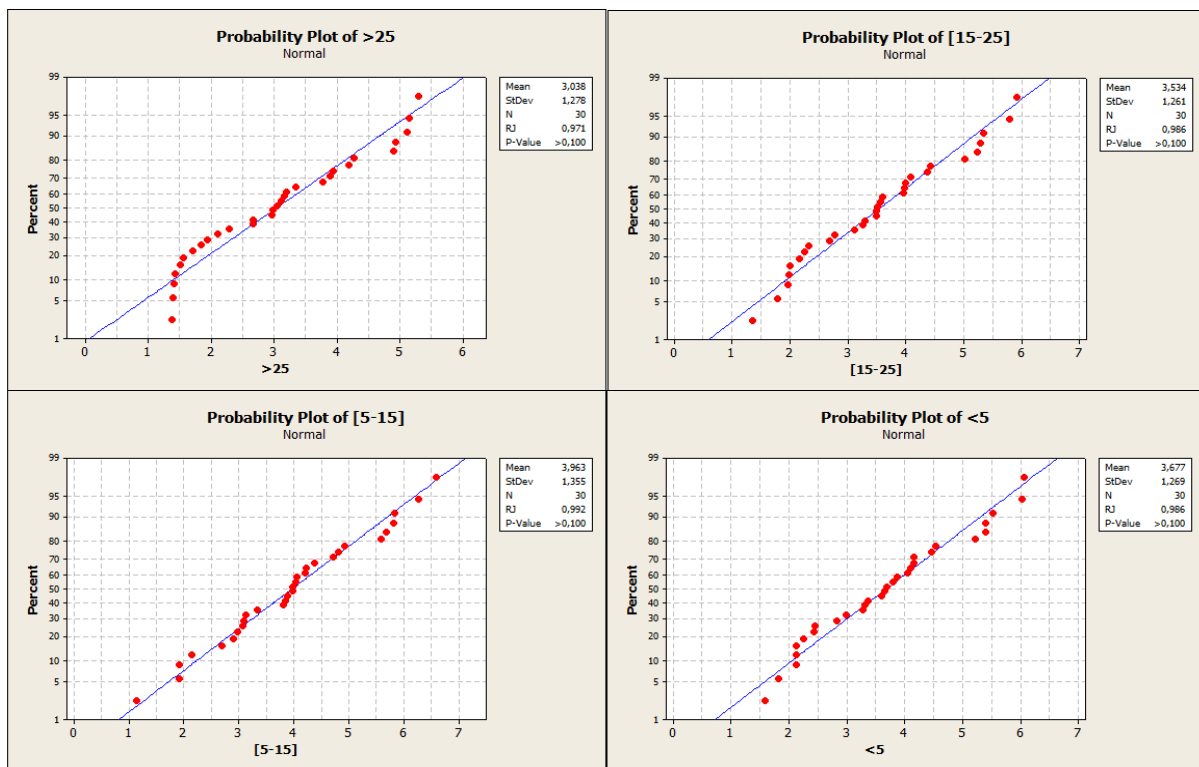 Probability Plot of >25
Normal
99
95
90
80
70
60
50
40
30
20
10
5
1
Percent
0 1 2 3 4 5 6
>25
Mean 3,038
StDev 1,278
N 30
RJ 0,971
P-Value >0,100
Probability Plot of [15-25]
Normal
99
95
90
80
70
60
50
40
30
20
10
5
1
Percent
0 1 2 3 4 5 6 7
[15-25]
Mean 3,534
StDev 1,261
N 30
RJ 0,986
P-Value >0,100
Probability Plot of [5-15]
Normal
99
95
90
80
70
60
50
40
30
20
10
5
1
Percent
0 1 2 3 4 5 6 7
[5-15]
Mean 3,963
StDev 1,355
N 30
RJ 0,992
P-Value >0,100
Probability Plot of <5
Normal
99
95
90
80
70
60
50
40
30
20
10
5
1
Percent
0 1 2 3 4 5 6 7
<5
Mean 3,677
StDev 1,269
N 30
RJ 0,986
P-Value >0,100